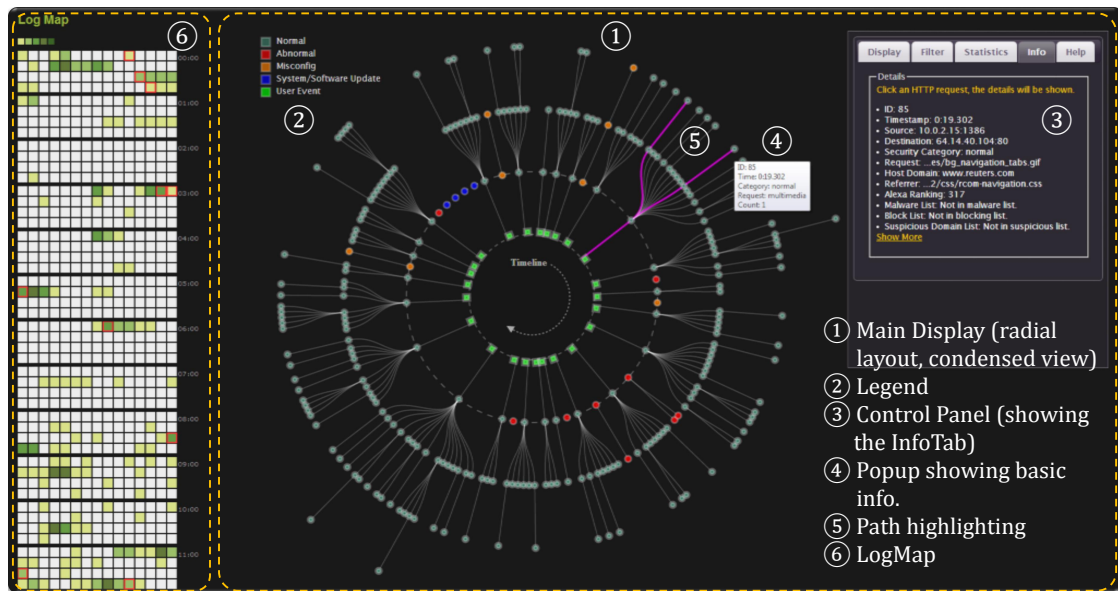 Log Map
⑥
00:00
01:00
02:00
03:00
04:00
05:00
06:00
07:00
08:00
09:00
10:00
11:00
Normal
Abnormal
Misconfig
System/Software Update
User Event
①
②
⑤
④
Timeline
ID: 85
Time: 0:19.302
Category: normal
Request: multimedia
Count: 1
Display
Filter
Statistics
Info
Help
Details
③
Click an HTTP request, the details will be shown.
• ID: 85
• Timestamp: 0:19.302
• Source: 10.0.2.15:1386
• Destination: 64.14.40.104:80
• Security Category: normal
• Request: ...es/bg_navigation_tabs.gif
• Host Domain: www.reuters.com
• Referrer: ...2/css/rcom-navigation.css
• Alexa Ranking: 317
• Malware List: Not in malware list.
• Block List: Not in blocking list.
• Suspicious Domain List: Not in suspicious list.
Show More
① Main Display (radial
layout, condensed view)
② Legend
③ Control Panel (showing
the InfoTab)
④ Popup showing basic
info.
⑤ Path highlighting
⑥ LogMap